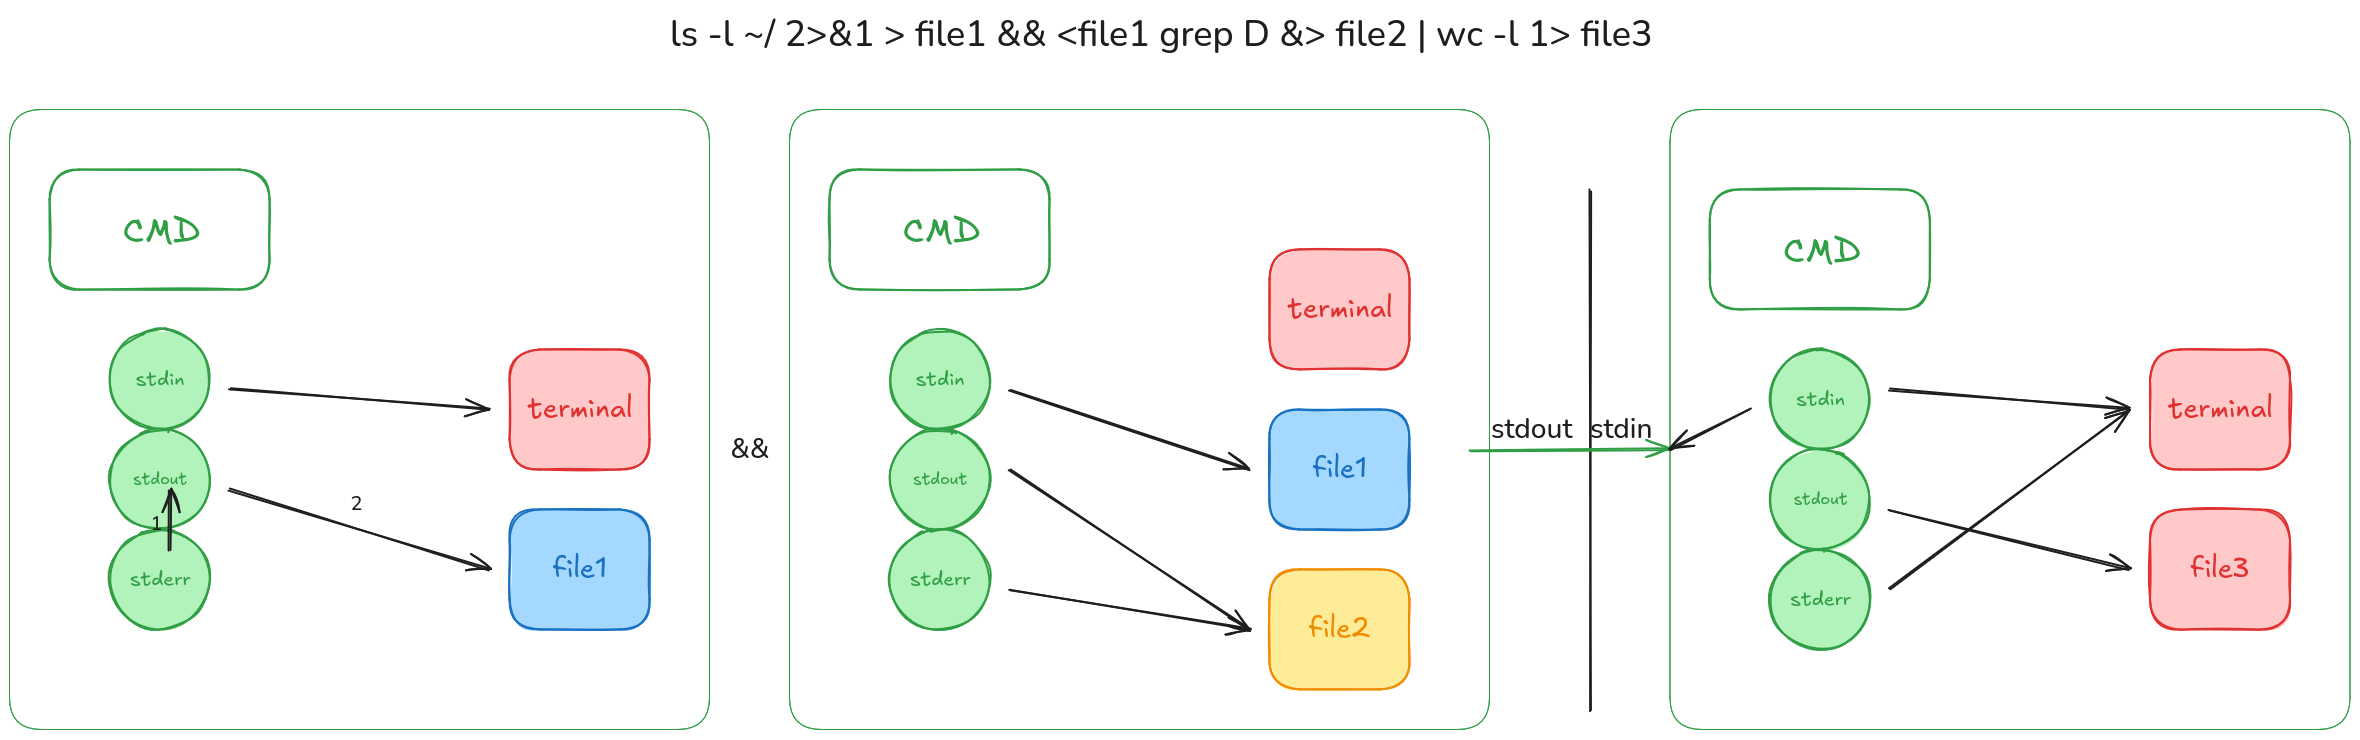 ls -l ~/ 2>&1 > file1 && <file1 grep D &> file2 | wc -l 1> file3
CMD
stdin
stdout
1
stderr
2
terminal
file1
&&
CMD
stdin
stdout
stderr
terminal
file1
file2
stdout
stdin
CMD
stdin
stdout
stderr
terminal
file3